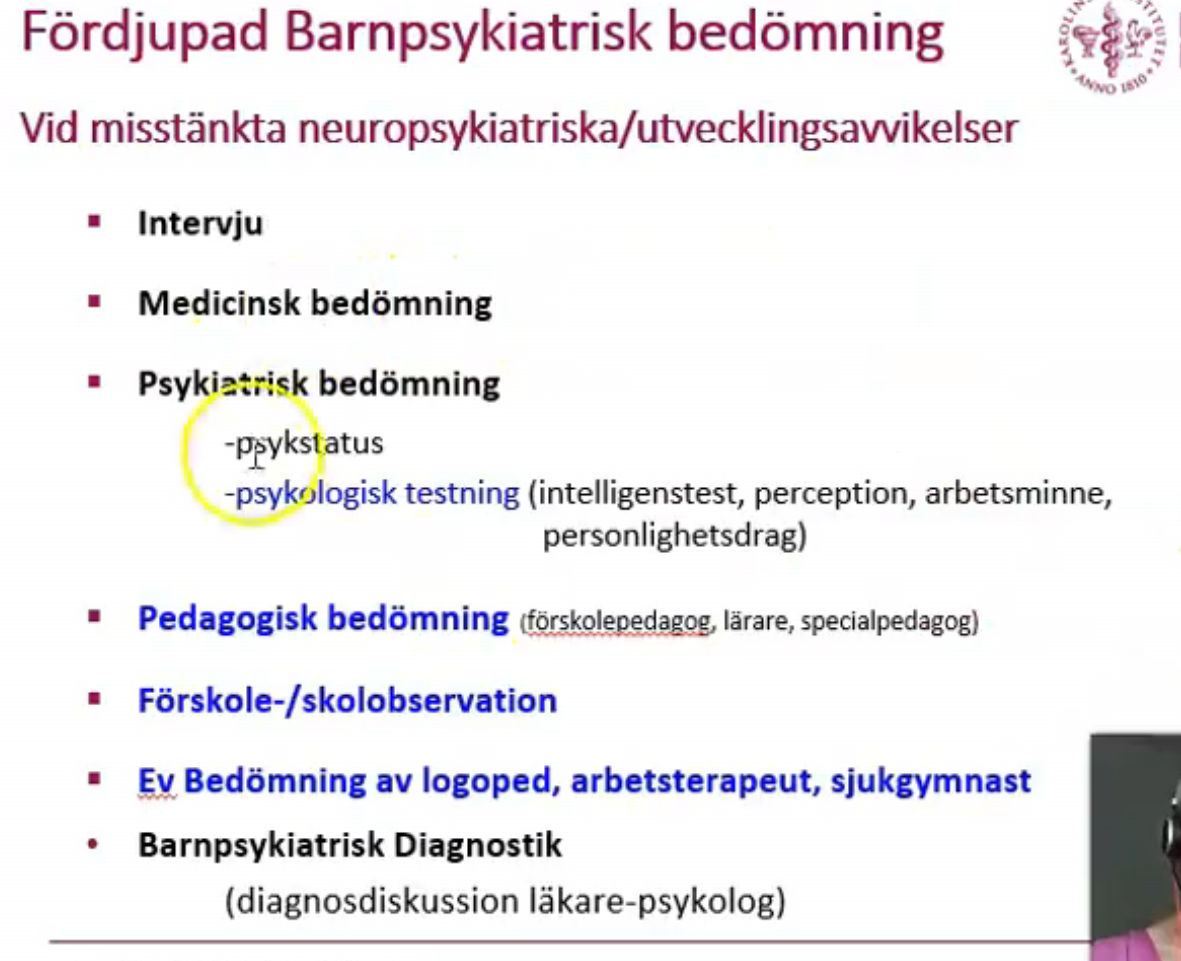 Fördjupad Barnpsykiatrisk bedömning
Vid misstänkta neuropsykiatriska/utvecklingsavvikelser
▪ Intervju
▪ Medicinsk bedömning
▪ Psykiatrisk bedömning
-psykstatus
-psykologisk testning (intelligenstest, perception, arbetsminne,
personlighetsdrag)
▪ Pedagogisk bedömning (förskolepedagog, lärare, specialpedagog)
▪ Förskole-/skolobservation
▪ Ev Bedömning av logoped, arbetsterapeut, sjukgymnast
• Barnpsykiatrisk Diagnostik
(diagnosdiskussion läkare-psykolog)
ANNO 1810